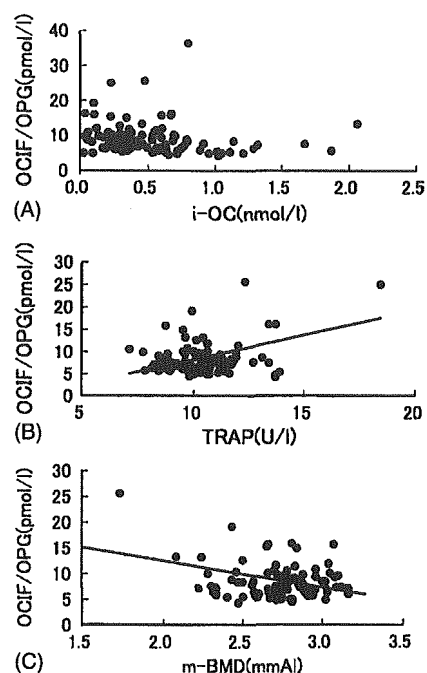 OCIF/OPG(pmol/l)
40
30
20
10
0
0.0 0.5 1.0 1.5 2.0 2.5
(A)
i-OC(nmol/l)
OCIF/OPG(pmol/l)
30
25
20
15
10
5
0
5 10 15 20
(B)
TRAP(U/l)
OCIF/OPG(pmol/l)
30
25
20
15
10
5
0
1.5 2.0 2.5 3.0 3.5
(C)
m-BMD(mmAl)